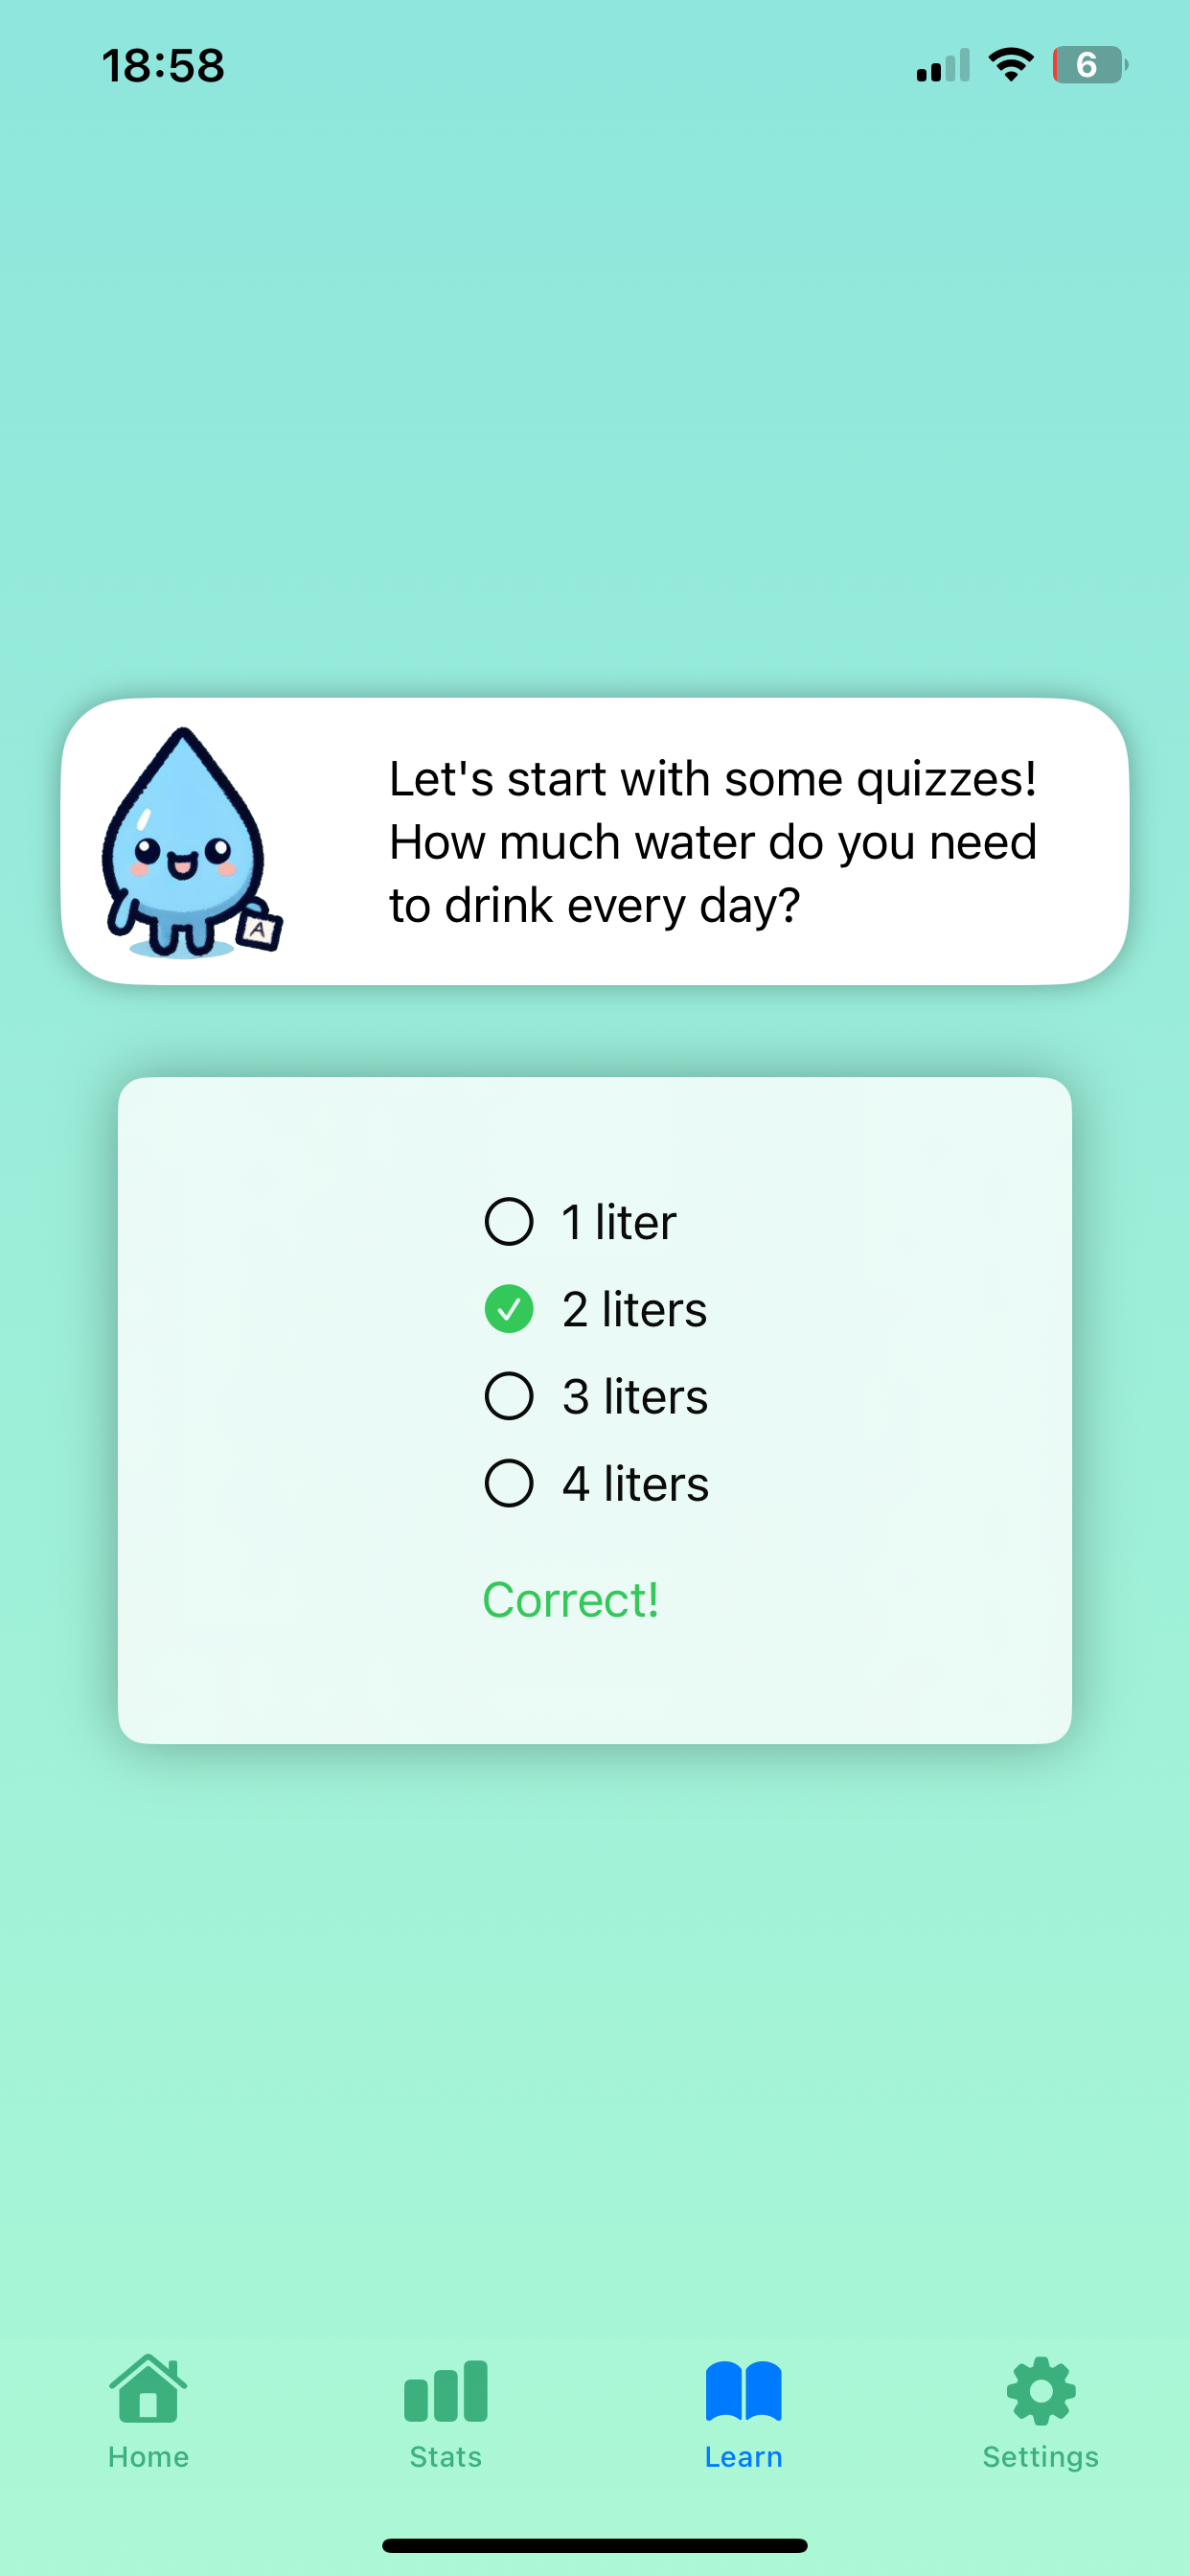 18:58
6
Let's start with some quizzes!
How much water do you need
to drink every day?
A
1 liter
2 liters
3 liters
4 liters
Correct!
Home
Stats
Learn
Settings